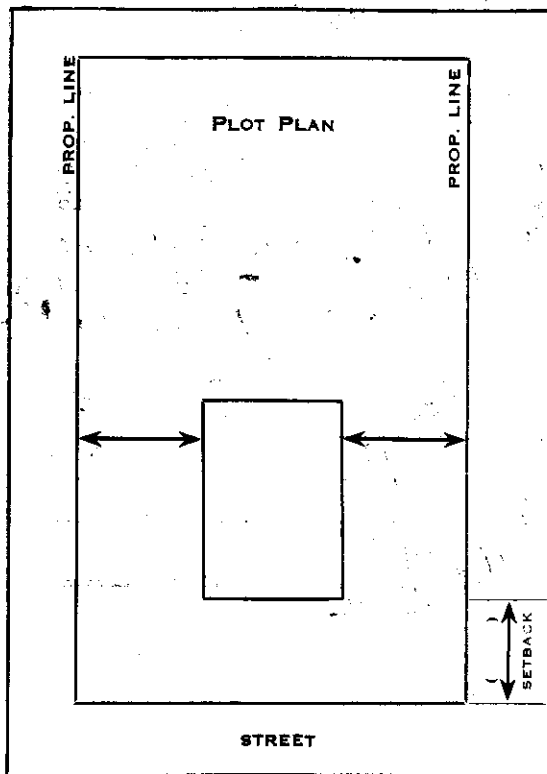 PROP. LINE
PLOT PLAN
PROP. LINE
( )
SETBACK
STREET